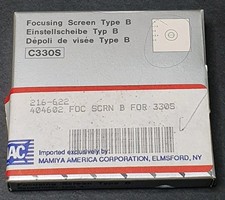 Focusing Screen Type B
Einstellscheibe Typ B
Dépoli de visée Type B
C330S
216-622
404602 FOC SCRN B FOR 330S
AC
Imported exclusively by:
MAMIYA AMERICA CORPORATION, ELMSFORD, NY